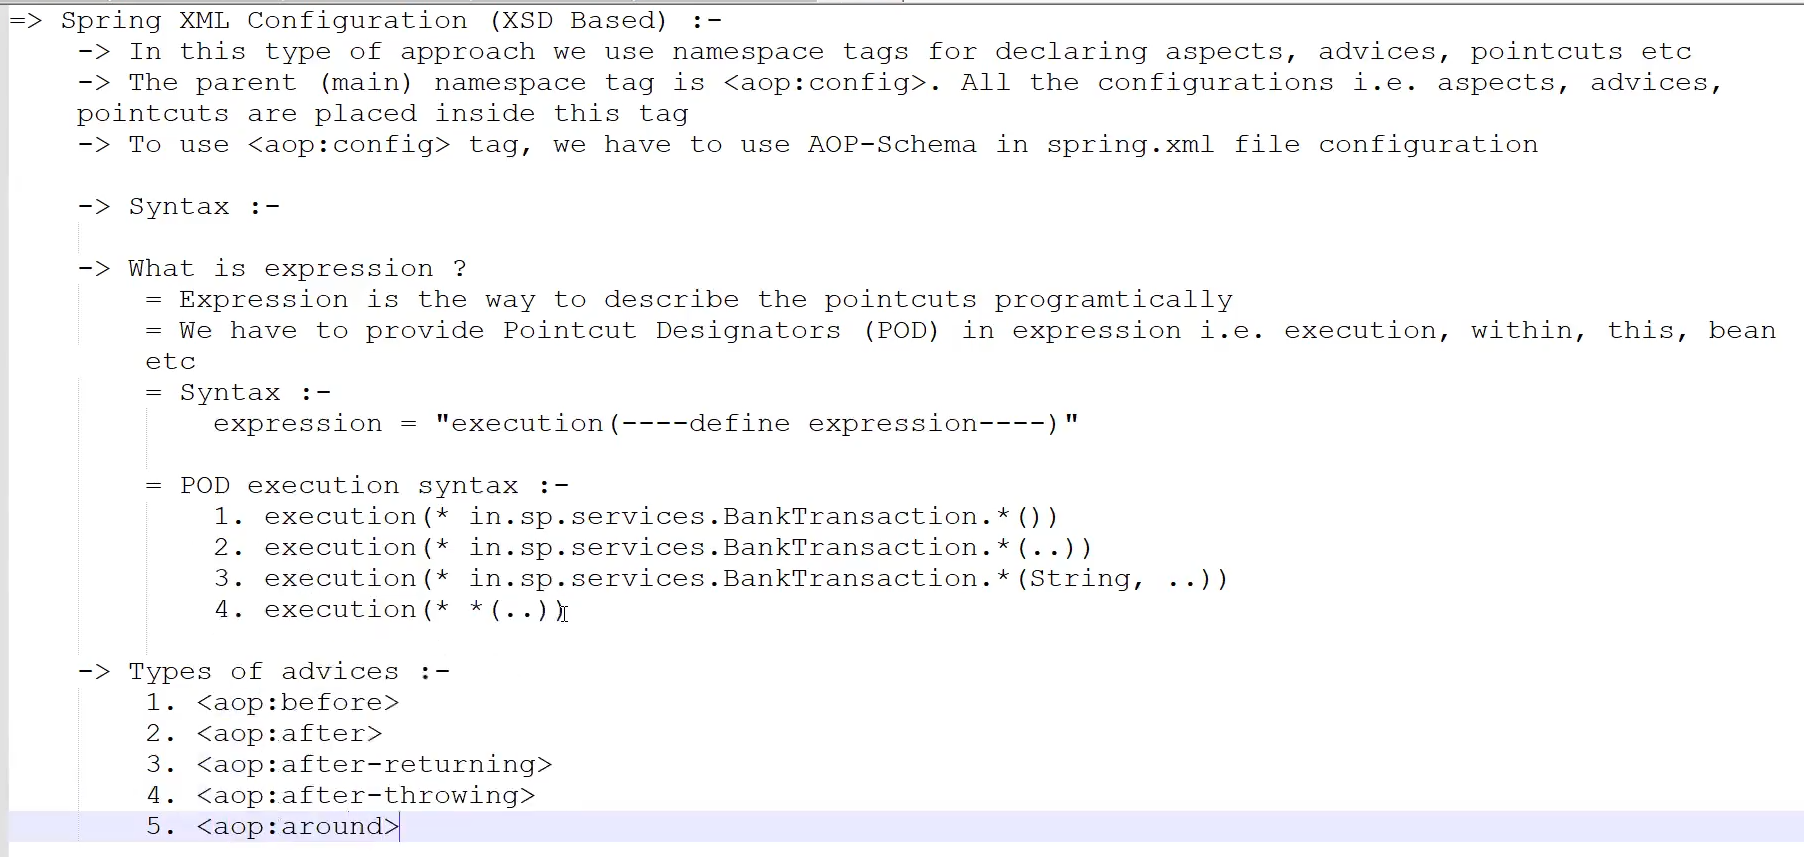 => Spring XML Configuration (XSD Based) :-
-> In this type of approach we use namespace tags for declaring aspects, advices, pointcuts etc
-> The parent (main) namespace tag is <aop:config>. All the configurations i.e. aspects, advices,
pointcuts are placed inside this tag
-> To use <aop:config> tag, we have to use AOP-Schema in spring.xml file configuration
-> Syntax :-
-> What is expression ?
= Expression is the way to describe the pointcuts programtically
= We have to provide Pointcut Designators (POD) in expression i.e. execution, within, this, bean
etc
= Syntax :-
expression = "execution(----define expression----)"
= POD execution syntax :-
1. execution(* in.sp.services.BankTransaction.*())
2. execution(* in.sp.services.BankTransaction.*(..))
3. execution(* in.sp.services.BankTransaction.*(String, ..))
4. execution(* *(..))
-> Types of advices :-
1. <aop:before>
2. <aop:after>
3. <aop:after-returning>
4. <aop:after-throwing>
5. <aop:around>